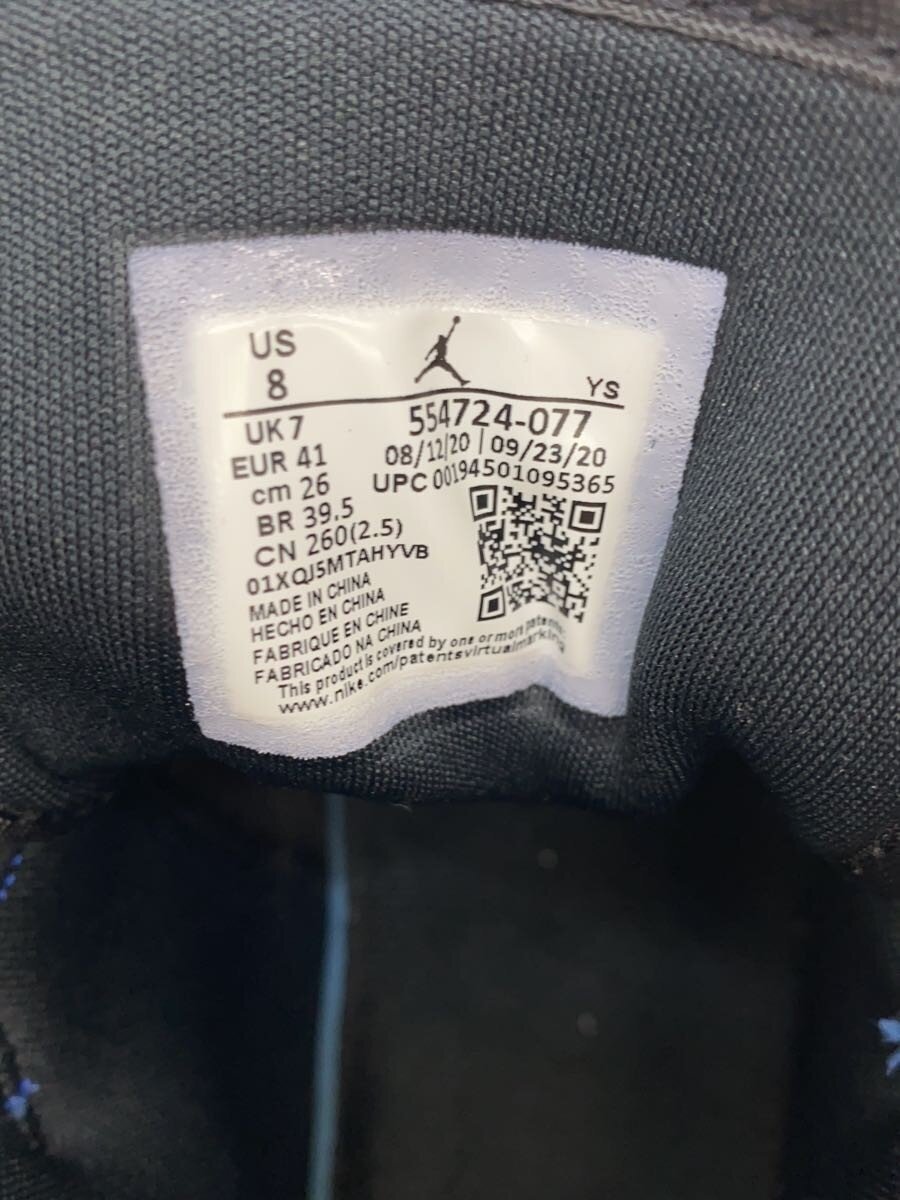 US
8
YS
UK 7
554724-077
EUR 41
08/12/20 | 09/23/20
cm 26
UPC 00194501095365
BR 39.5
CN 260(2.5)
01XQJ5MTAHYVB
MADE IN CHINA
HECHO EN CHINA
FABRIQUE EN CHINE
FABRICADO NA CHINA
This product is covered by one or more patents.
www.nike.com/patentsvirtualmarking